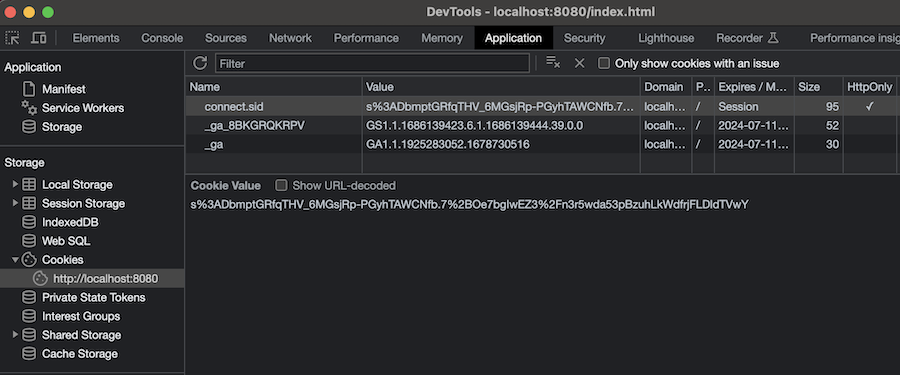 DevTools - localhost:8080/index.html
Elements Console Sources Network Performance Memory Application Security Lighthouse Recorder Performance insig
Application
Manifest
Service Workers
Storage
Storage
Local Storage
Session Storage
IndexedDB
Web SQL
Cookies
http://localhost:8080
Private State Tokens
Interest Groups
Shared Storage
Cache Storage
Filter Only show cookies with an issue
Name Value Domain P.. Expires / M... Size HttpOnly
connect.sid s%3ADbmptGRfqTHV_6MGsjRp-PGyhTAWCNfb.7... localh... / Session 95 ✓
_ga_8BKGRQKRPV GS1.1.1686139423.6.1.1686139444.39.0.0 localh... / 2024-07-11... 52
_ga GA1.1.1925283052.1678730516 localh... / 2024-07-11... 30
Cookie Value Show URL-decoded
s%3ADbmptGRfqTHV_6MGsjRp-PGyhTAWCNfb.7%2BOe7bgIwEZ3%2Fn3r5wda53pBzuhLkWdfrjFLDIdTVwY